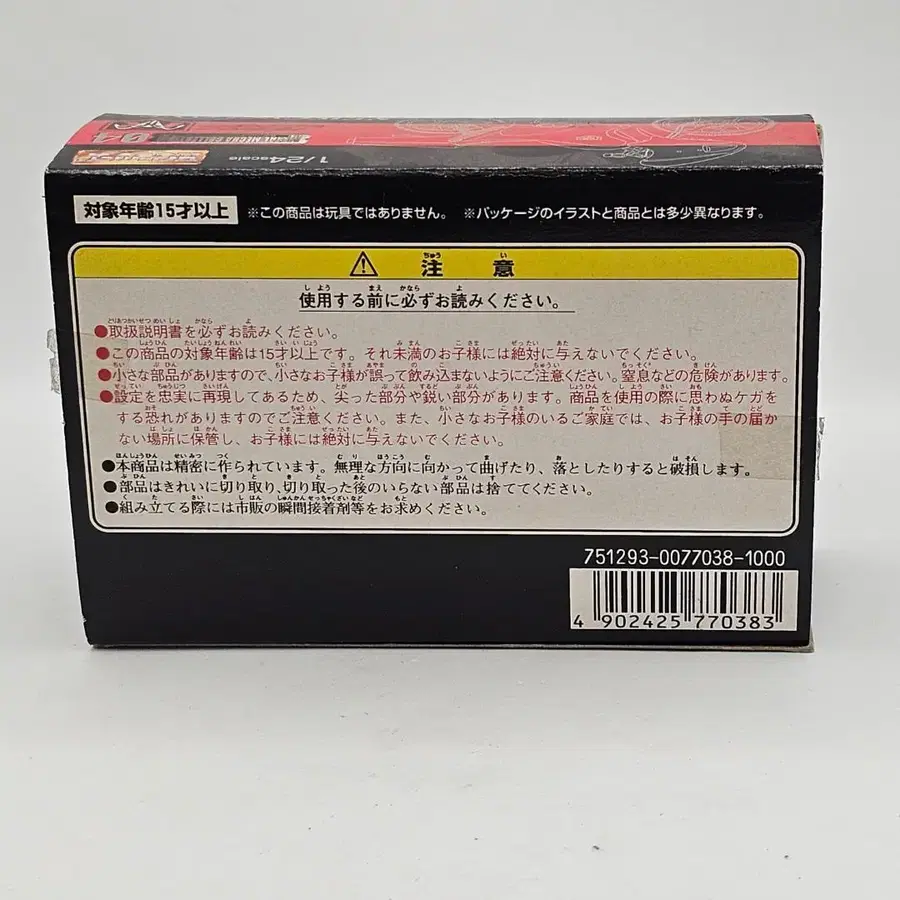 04
1/24scale
対象年齢15才以上 ※この商品は玩具ではありません。 ※パッケージのイラストと商品とは多少異なります。
⚠ 注意
使用する前に必ずお読みください。
●取扱説明書を必ずお読みください。
●この商品の対象年齢は15才以上です。それ未満のお子様には絶対に与えないでください。
●小さな部品がありますので、小さなお子様が誤って飲み込まないようにご注意ください。窒息などの危険があります。
●設定を忠実に再現してあるため、尖った部分や鋭い部分があります。商品を使用の際に思わぬケガを
する恐れがありますのでご注意ください。また、小さなお子様のいるご家庭では、お子様の手の届か
ない場所に保管し、お子様には絶対に与えないでください。
●本商品は精密に作られています。無理な方向に向かって曲げたり、落としたりすると破損します。
●部品はきれいに切り取り、切り取った後のいらない部品は捨ててください。
●組み立てる際には市販の瞬間接着剤等をお求めください。
751293-0077038-1000
4 902425 770383